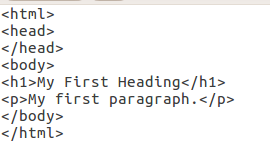 <html>
<head>
</head>
<body>
<h1>My First Heading</h1>
<p>My first paragraph.</p>
</body>
</html>